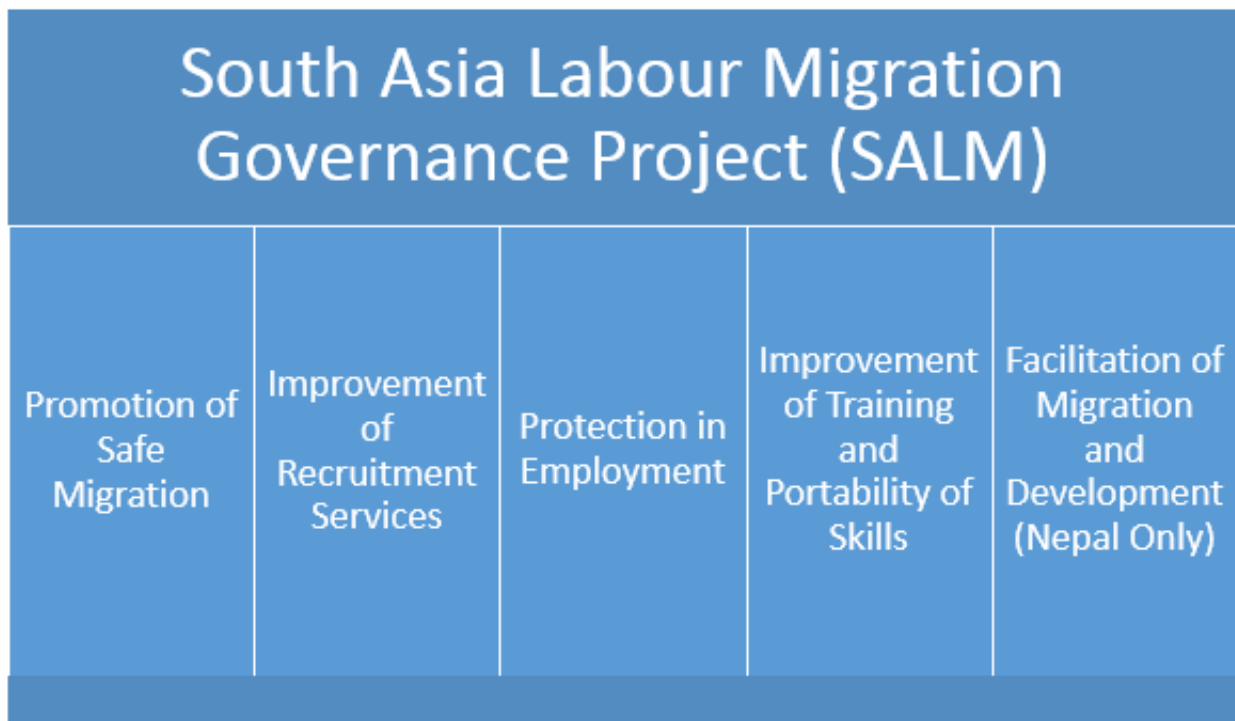 South Asia Labour Migration
Governance Project (SALM)
Promotion of
Safe
Migration
Improvement
of
Recruitment
Services
Protection in
Employment
Improvement
of Training
and
Portability of
Skills
Facilitation of
Migration
and
Development
(Nepal Only)